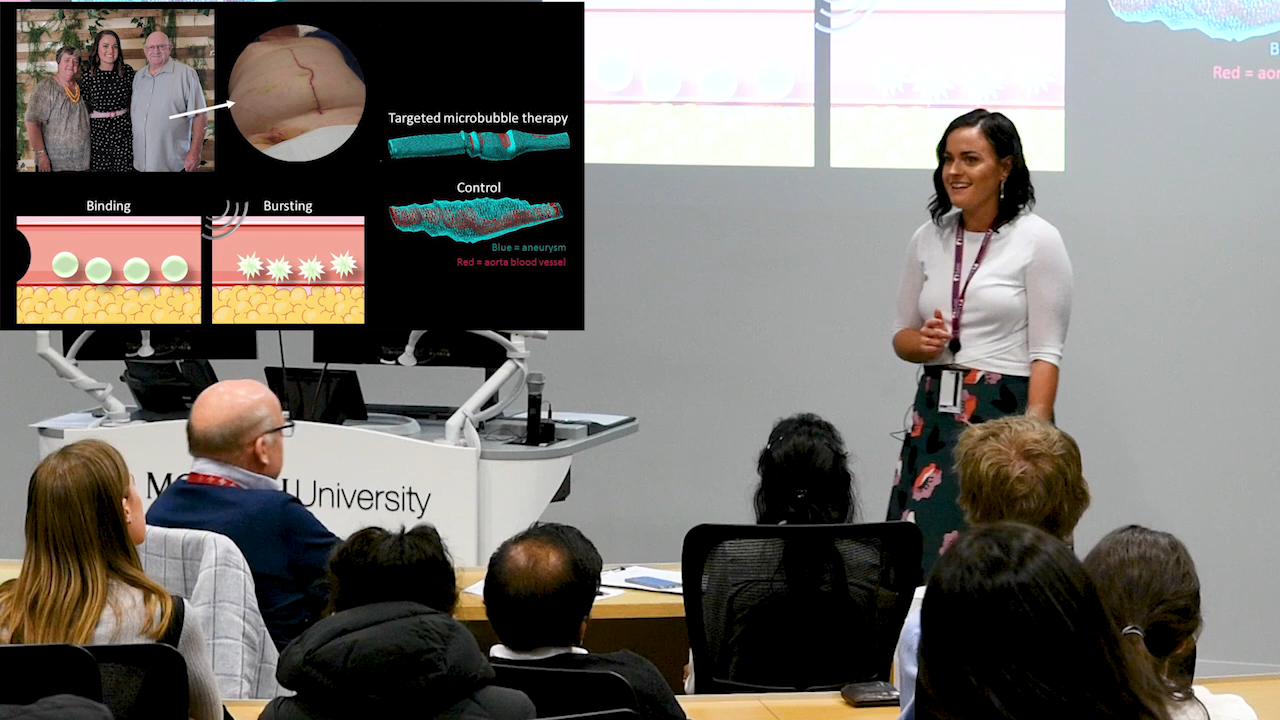 Targeted microbubble therapy
Control
Binding
Bursting
Blue = aneurysm
Red = aorta blood vessel
B
Red = aor
University